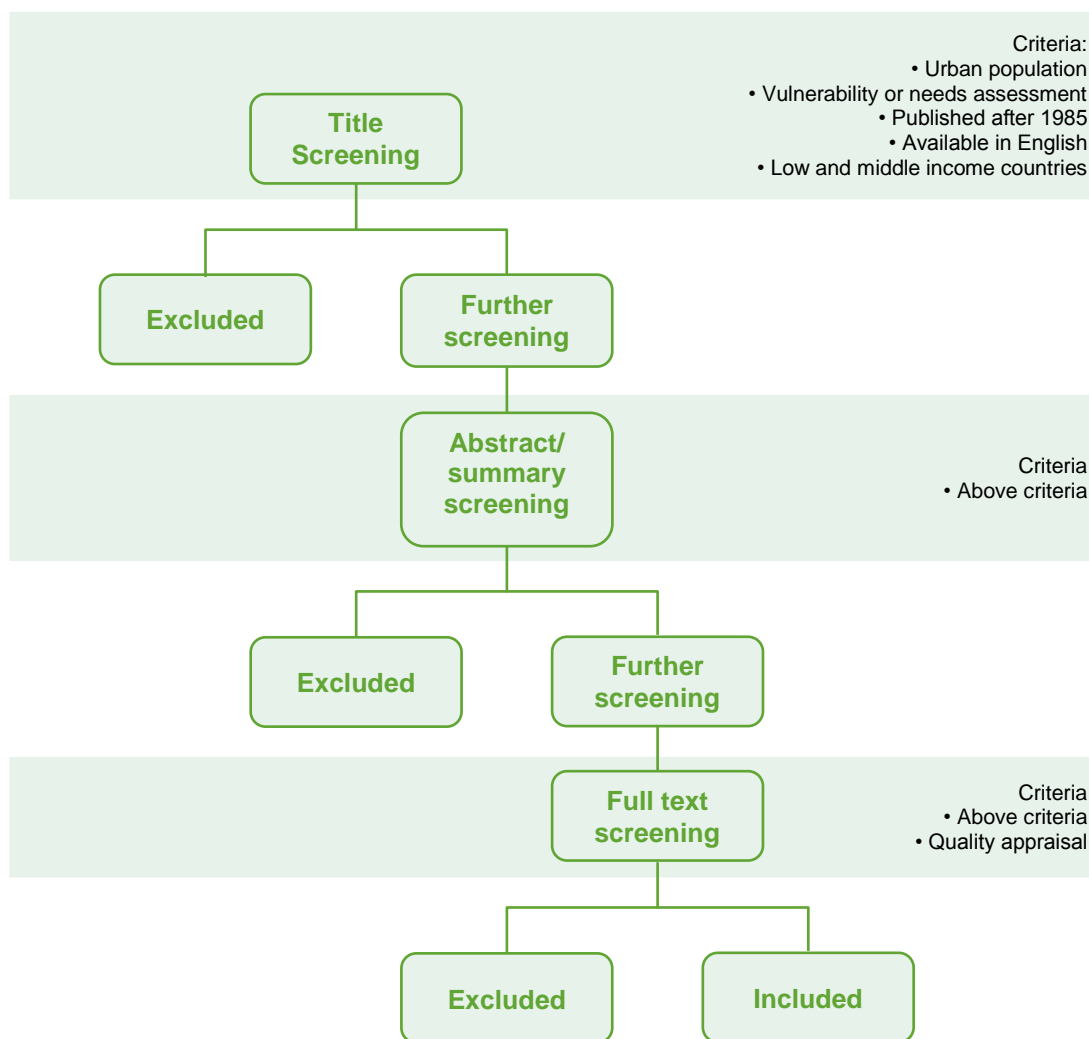 Criteria:
• Urban population
• Vulnerability or needs assessment
• Published after 1985
• Available in English
• Low and middle income countries
Title
Screening
Excluded
Further
screening
Abstract/
summary
screening
Criteria
• Above criteria
Excluded
Further
screening
Full text
screening
Criteria
• Above criteria
• Quality appraisal
Excluded
Included